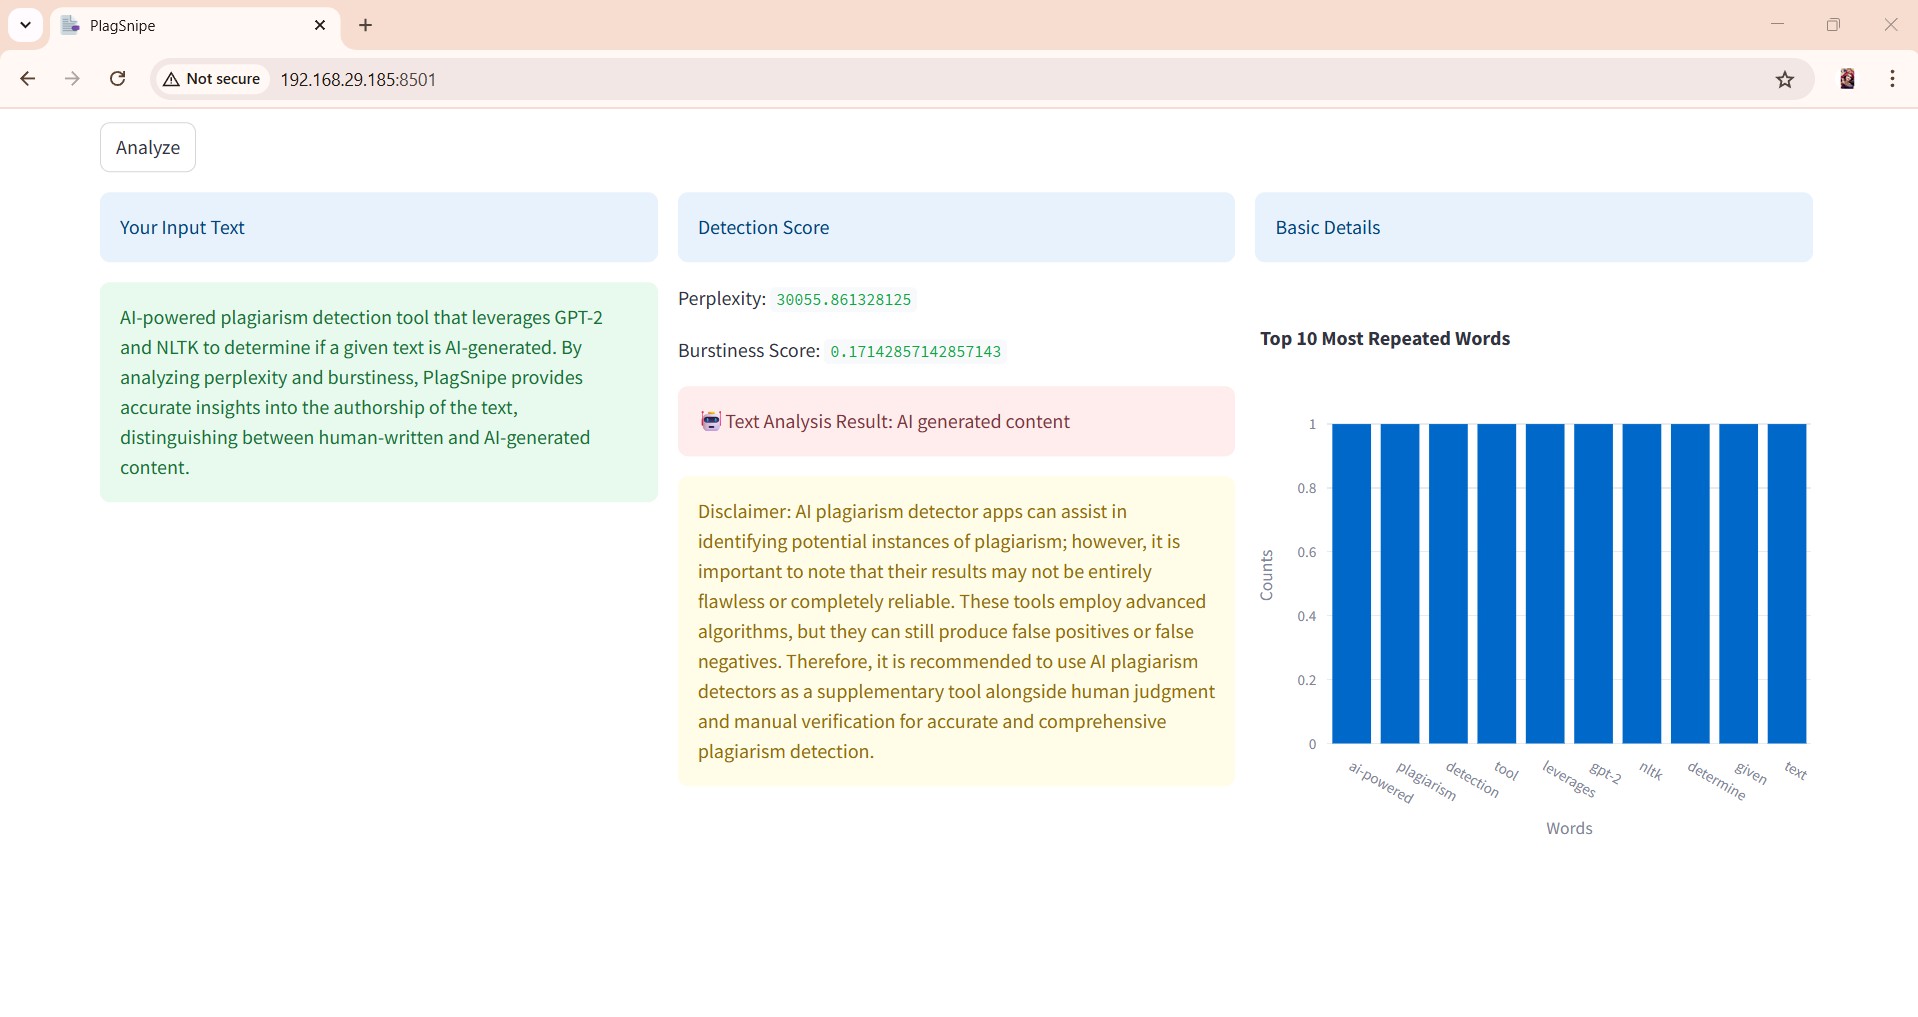 PlagSnipe
Not secure
192.168.29.185:8501
Analyze
Your Input Text
AI-powered plagiarism detection tool that leverages GPT-2
and NLTK to determine if a given text is AI-generated. By
analyzing perplexity and burstiness, PlagSnipe provides
accurate insights into the authorship of the text,
distinguishing between human-written and AI-generated
content.
Detection Score
Perplexity: 30055.861328125
Burstiness Score: 0.17142857142857143
Text Analysis Result: AI generated content
Disclaimer: AI plagiarism detector apps can assist in
identifying potential instances of plagiarism; however, it is
important to note that their results may not be entirely
flawless or completely reliable. These tools employ advanced
algorithms, but they can still produce false positives or false
negatives. Therefore, it is recommended to use AI plagiarism
detectors as a supplementary tool alongside human judgment
and manual verification for accurate and comprehensive
plagiarism detection.
Basic Details
Top 10 Most Repeated Words
Counts
1
0.8
0.6
0.4
0.2
0
ai-powered
plagiarism
detection
tool
leverages
gpt-2
nltk
determine
given
text
Words